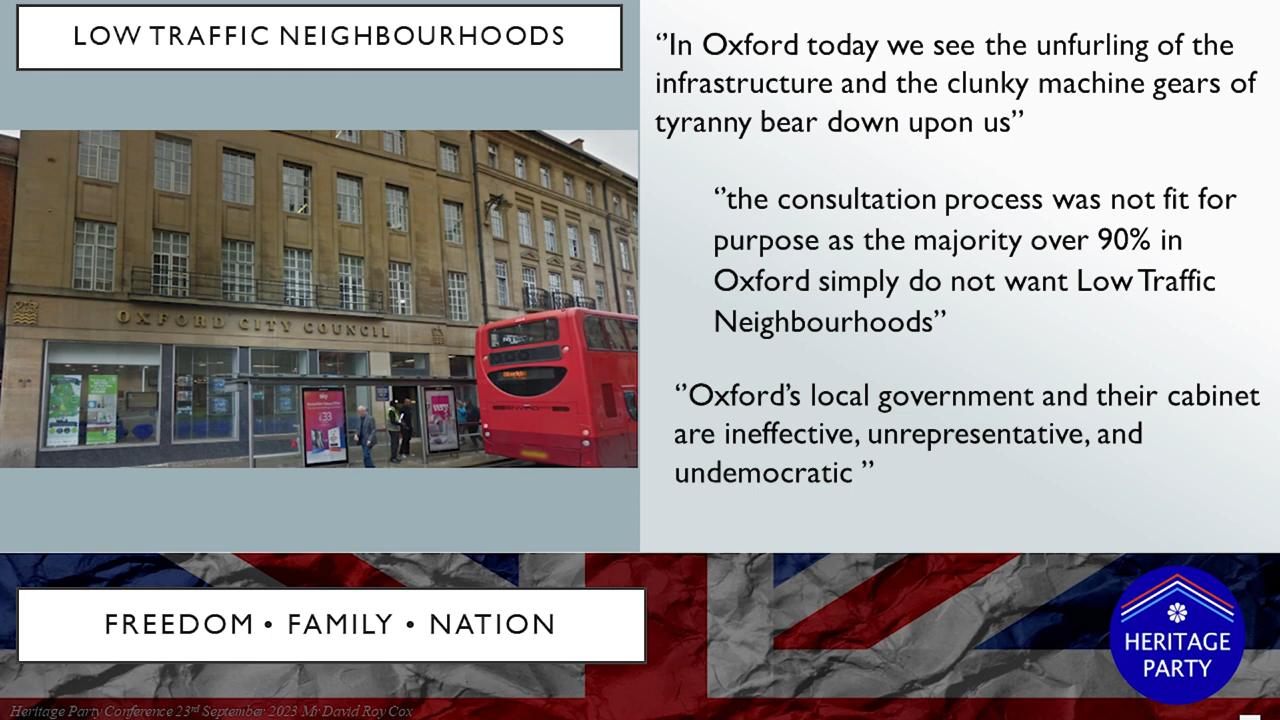 LOW TRAFFIC NEIGHBOURHOODS
‘’In Oxford today we see the unfurling of the
infrastructure and the clunky machine gears of
tyranny bear down upon us’’
‘’the consultation process was not fit for
purpose as the majority over 90% in
Oxford simply do not want Low Traffic
Neighbourhoods’’
‘’Oxford’s local government and their cabinet
are ineffective, unrepresentative, and
undemocratic ’’
OXFORD CITY COUNCIL
sky
£33
very
FREEDOM • FAMILY • NATION
HERITAGE
PARTY
Heritage Party Conference 23rd September 2023 Mr David Roy Cox